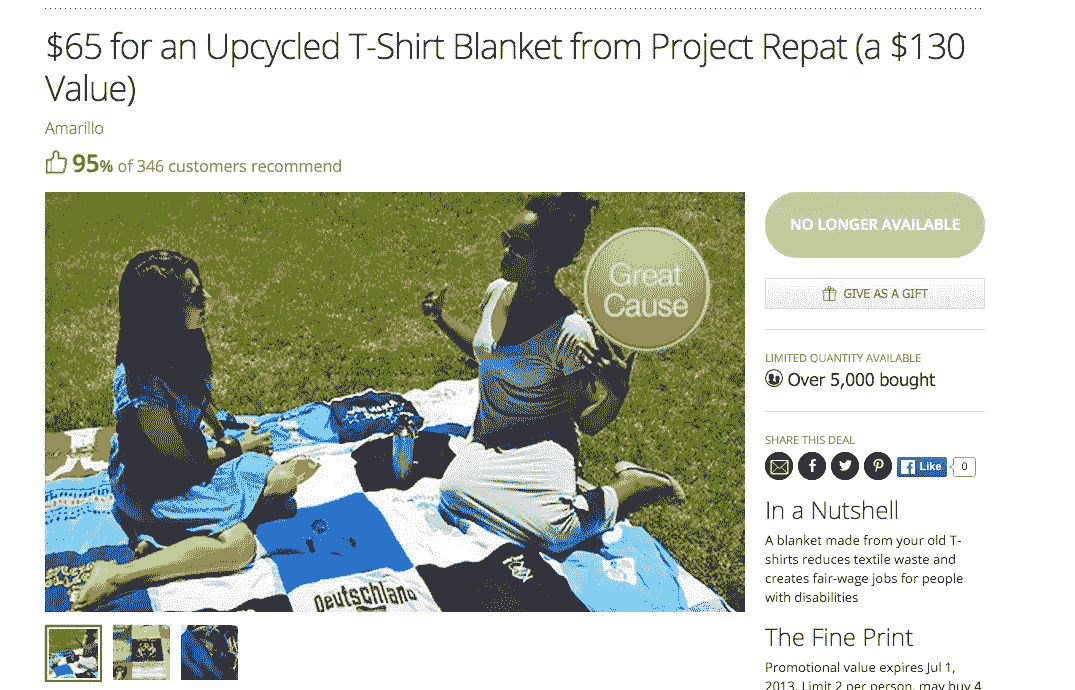 $65 for an Upcycled T-Shirt Blanket from Project Repat (a $130
Value)
Amarillo
95% of 346 customers recommend
Great
Cause
Deutschland
NO LONGER AVAILABLE
GIVE AS A GIFT
LIMITED QUANTITY AVAILABLE
Over 5,000 bought
SHARE THIS DEAL
Like
0
In a Nutshell
A blanket made from your old T-
shirts reduces textile waste and
creates fair-wage jobs for people
with disabilities
The Fine Print
Promotional value expires Jul 1,
2013. Limit 2 per person, may buy 4